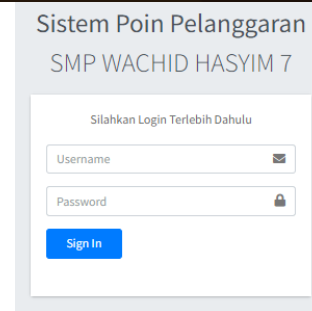 Sistem Poin Pelanggaran
SMP WACHID HASYIM 7
Silahkan Login Terlebih Dahulu
Username
Password
Sign In